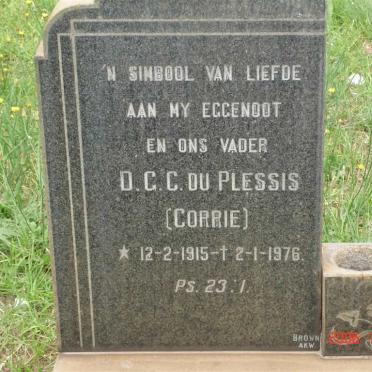 'N SIMBOOL VAN LIEFDE
AAN MY EGGENOOT
EN ONS VADER
D.C.C. DU PLESSIS
(CORRIE)
* 12-2-1915 - † 2-1-1976.
PS. 23:1.
BROWN
AKW.